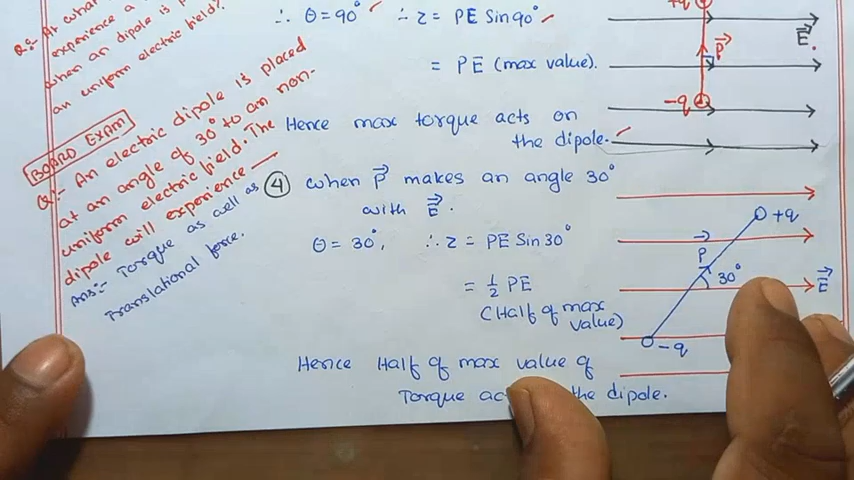 Q:- At what
experience a
when an dipole is p
an uniform electric field?
BOARD EXAM
Q:- An electric dipole is placed
at an angle of 30° to an non-
uniform electric field. The
dipole will experience —
Ans:- Torque as well as
Translational force.
∴ θ = 90° ∴ τ = PE Sin90°
= PE (max value).
Hence max torque acts on
the dipole.
+q
P
E.
-q
④ when P makes an angle 30°
with E.
θ = 30°, ∴ τ = PE Sin30°
= 1/2 PE
(Half of max
value)
Hence Half of max value of
Torque ac the dipole.
+q
P
30°
E
-q